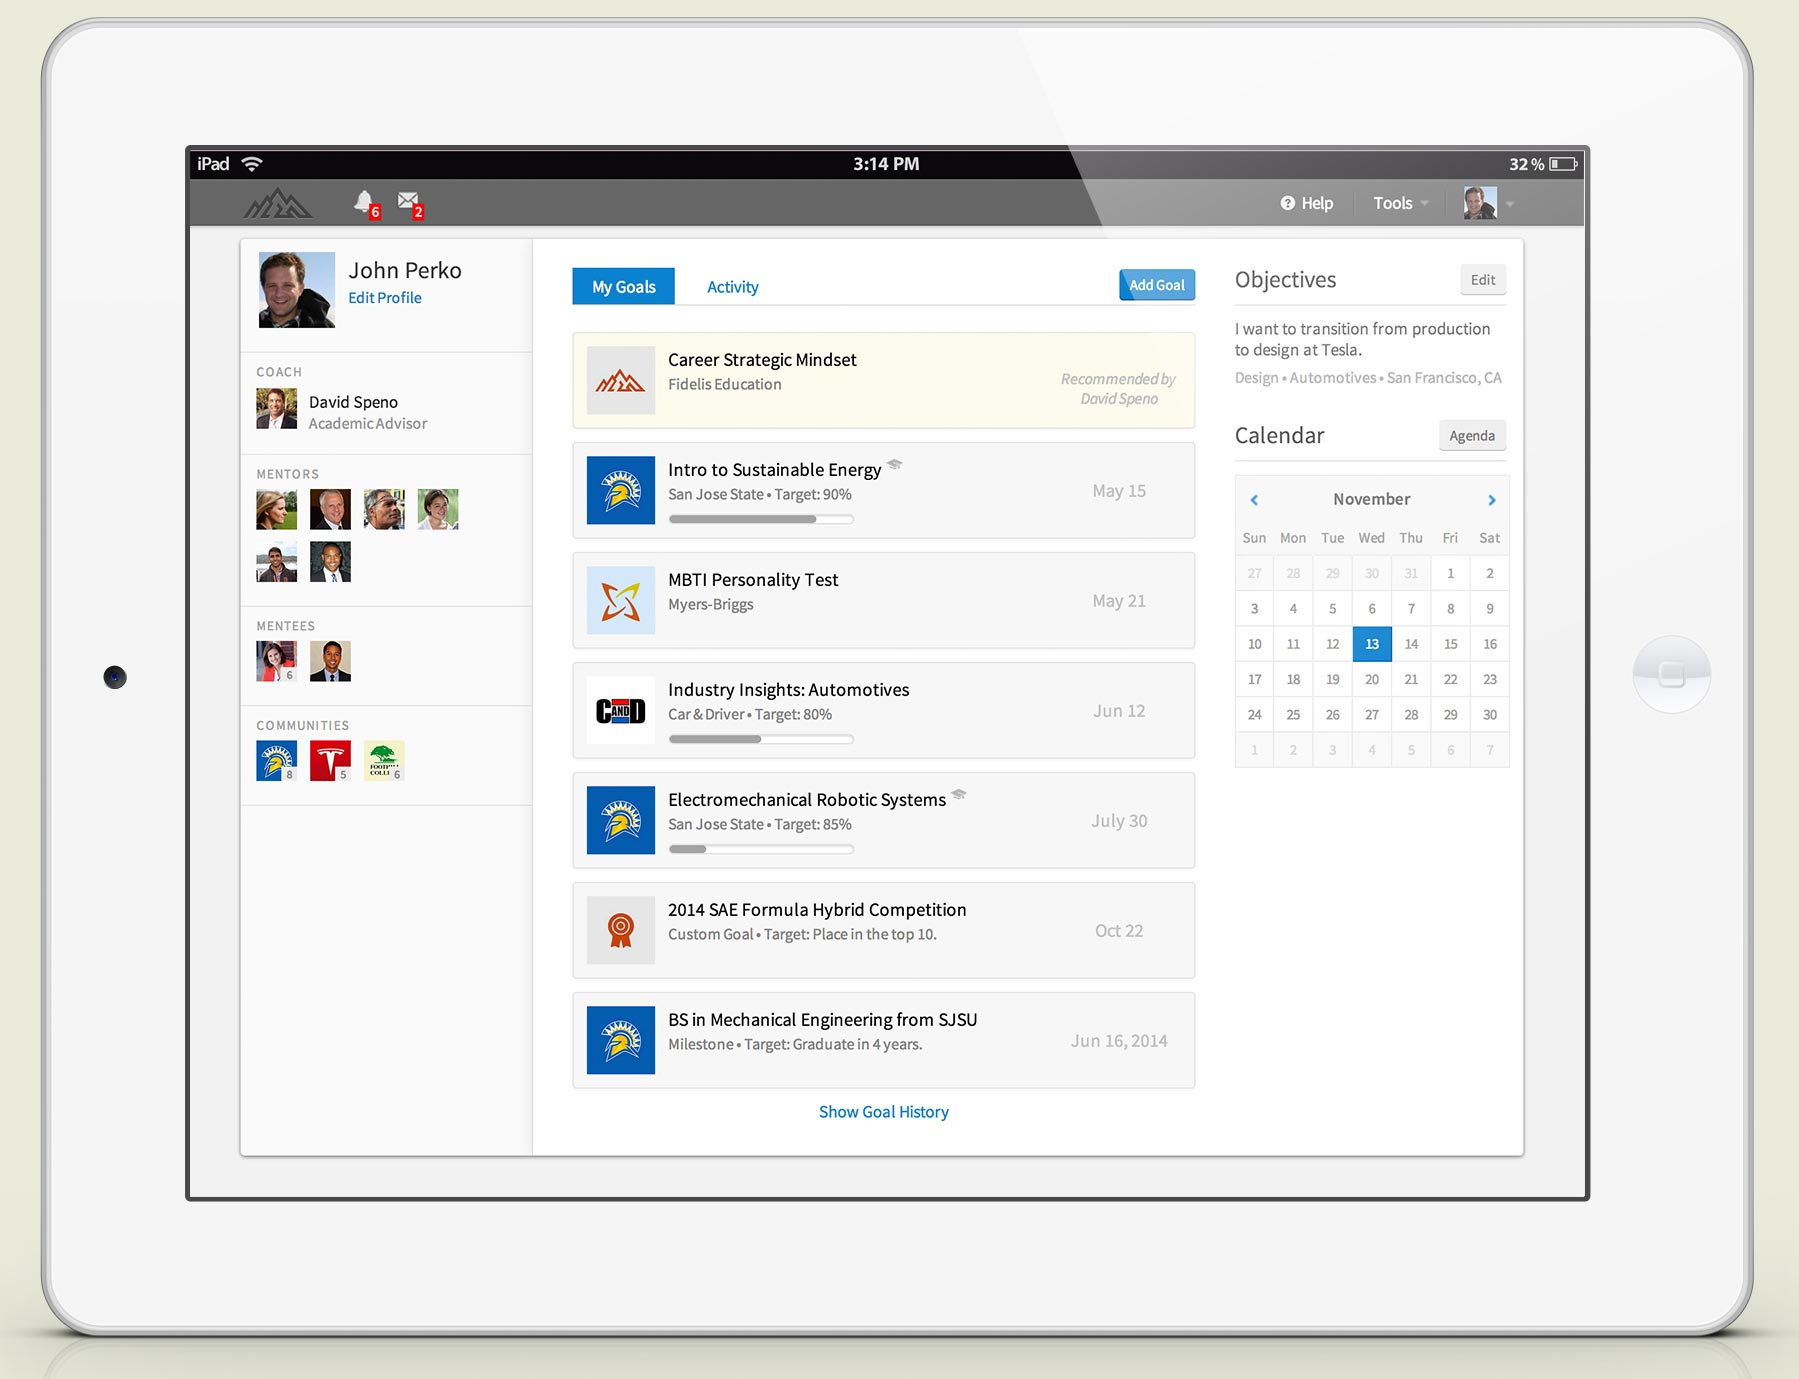 iPad
3:14 PM
32 %
6
2
Help
Tools
John Perko
Edit Profile
COACH
David Speno
Academic Advisor
MENTORS
MENTEES
6
COMMUNITIES
8
5
6
My Goals
Activity
Add Goal
Career Strategic Mindset
Fidelis Education
Recommended by
David Speno
Intro to Sustainable Energy
San Jose State • Target: 90%
May 15
MBTI Personality Test
Myers-Briggs
May 21
C AND D
Industry Insights: Automotives
Car & Driver • Target: 80%
Jun 12
Electromechanical Robotic Systems
San Jose State • Target: 85%
July 30
2014 SAE Formula Hybrid Competition
Custom Goal • Target: Place in the top 10.
Oct 22
BS in Mechanical Engineering from SJSU
Milestone • Target: Graduate in 4 years.
Jun 16, 2014
Show Goal History
Objectives
Edit
I want to transition from production
to design at Tesla.
Design • Automotives • San Francisco, CA
Calendar
Agenda
November
Sun Mon Tue Wed Thu Fri Sat
27 28 29 30 31 1 2
3 4 5 6 7 8 9
10 11 12 13 14 15 16
17 18 19 20 21 22 23
24 25 26 27 28 29 30
1 2 3 4 5 6 7